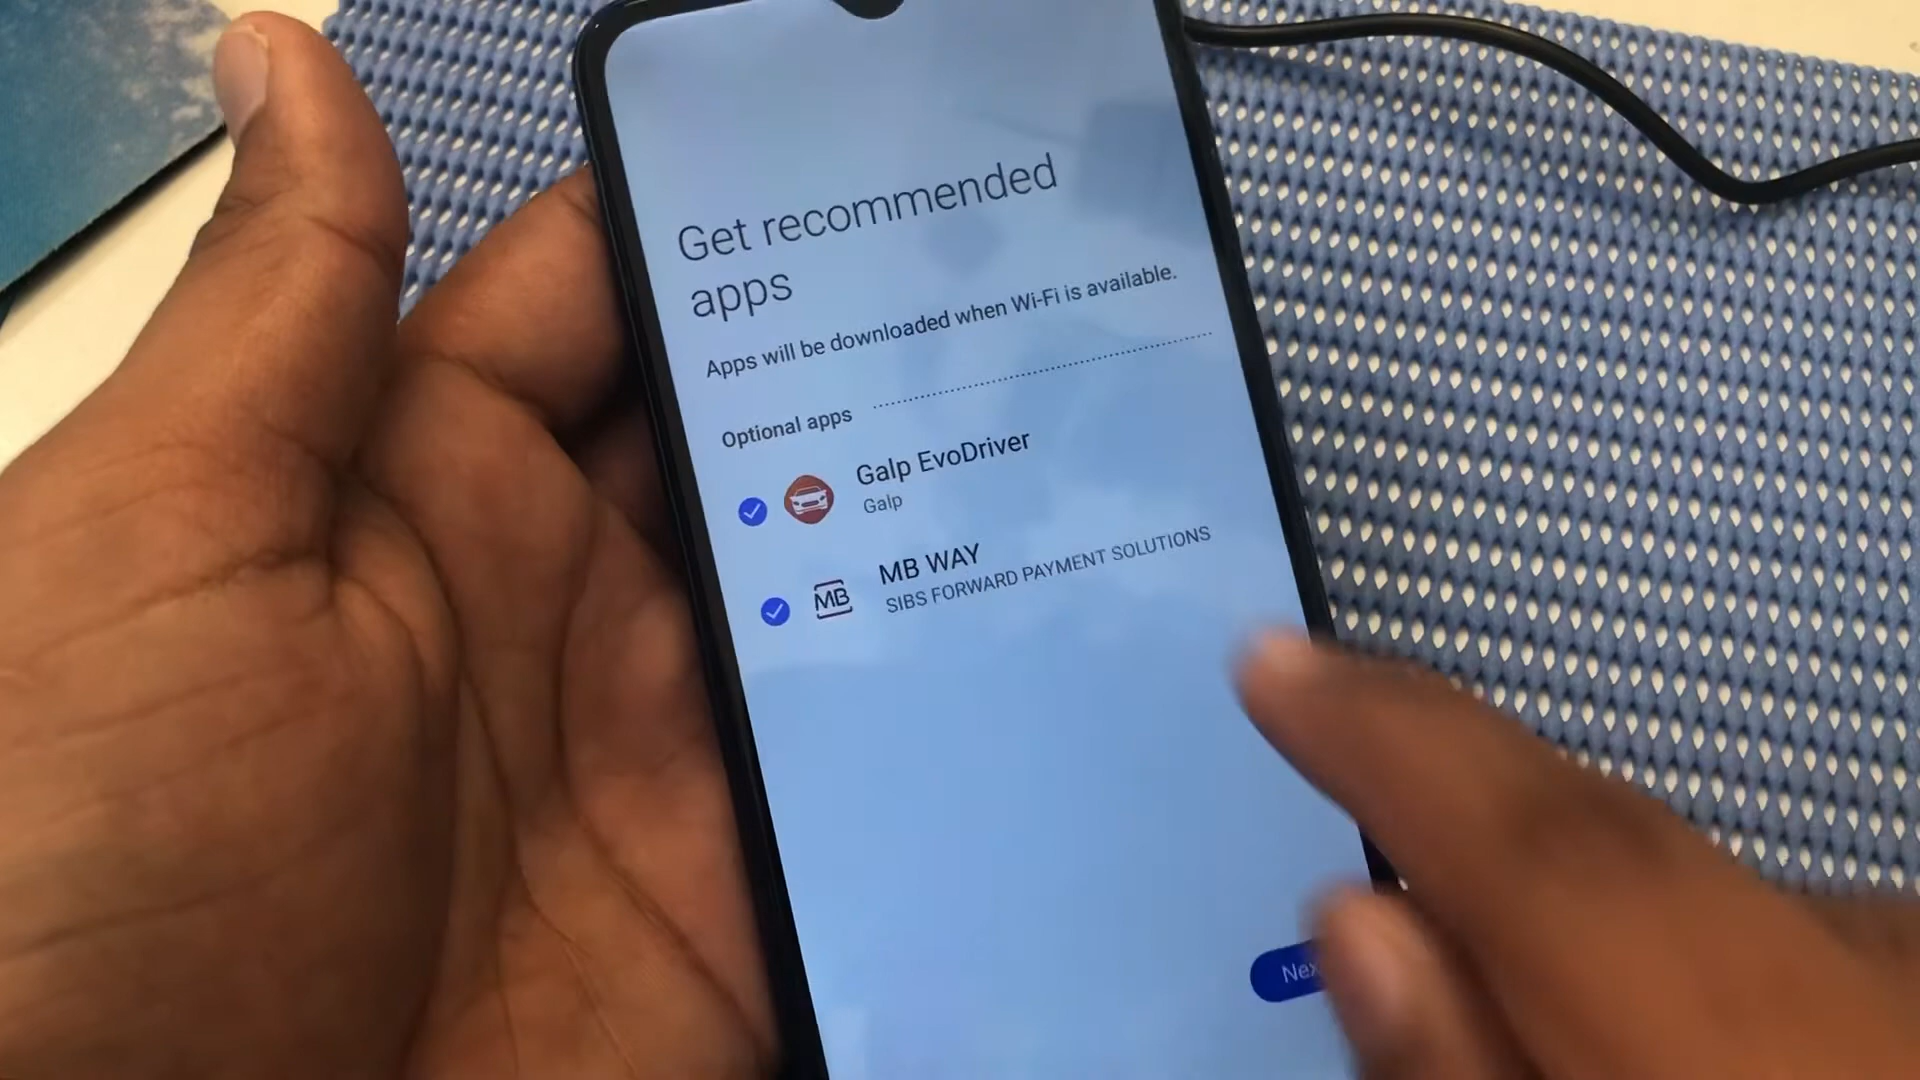 Get recommended
apps
Apps will be downloaded when Wi-Fi is available.
Optional apps
Galp EvoDriver
Galp
MB
MB WAY
SIBS FORWARD PAYMENT SOLUTIONS